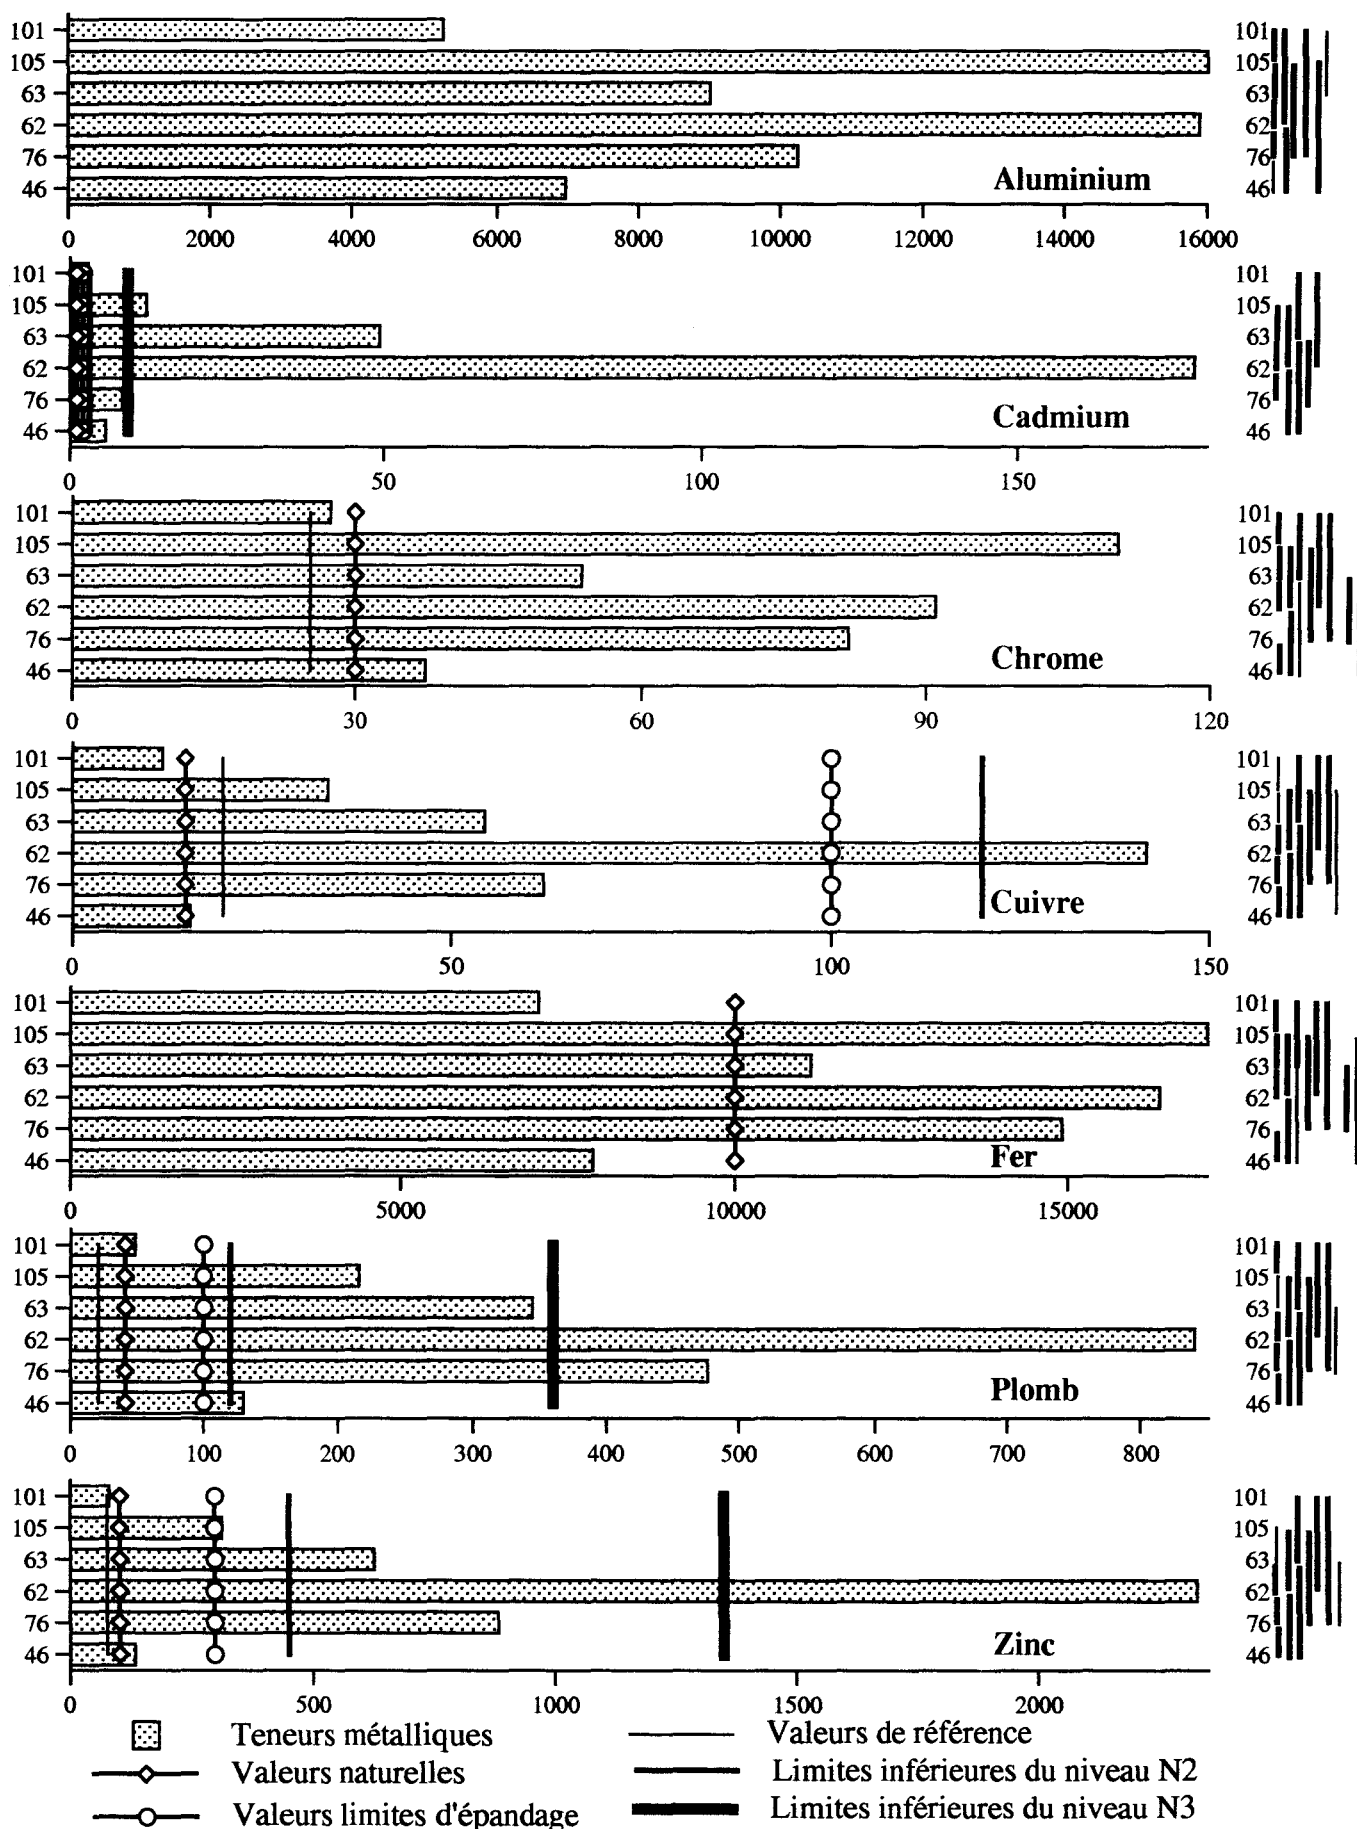 101 101
105 105
63 63
62 62
76 76
46 Aluminium 46
0 2000 4000 6000 8000 10000 12000 14000 16000
101 101
105 105
63 63
62 62
76 76
46 Cadmium 46
0 50 100 150
101 101
105 105
63 63
62 62
76 Chrome 76
46 46
0 30 60 90 120
101 101
105 105
63 63
62 62
76 Cuivre 76
46 46
0 50 100 150
101 101
105 105
63 63
62 62
76 76
46 Fer 46
0 5000 10000 15000
101 101
105 105
63 63
62 62
76 Plomb 76
46 46
0 100 200 300 400 500 600 700 800
101 101
105 105
63 63
62 62
76 76
46 Zinc 46
0 500 1000 1500 2000
Teneurs métalliques Valeurs de référence
Valeurs naturelles Limites inférieures du niveau N2
Valeurs limites d'épandage Limites inférieures du niveau N3